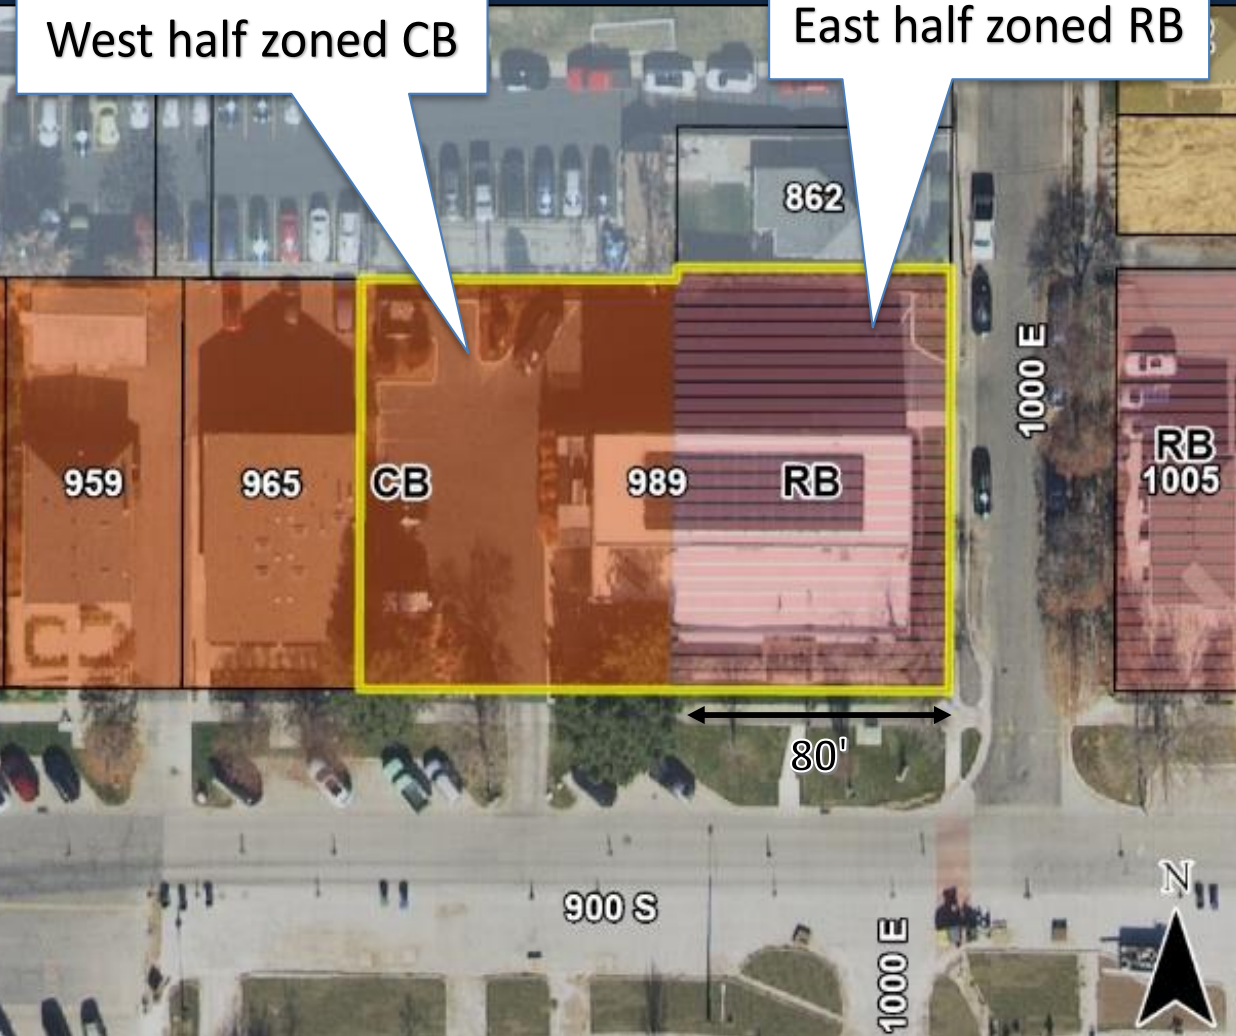 West half zoned CB
East half zoned RB
862
1000 E
959
965
CB
989
RB
RB
1005
80'
900 S
1000 E
N